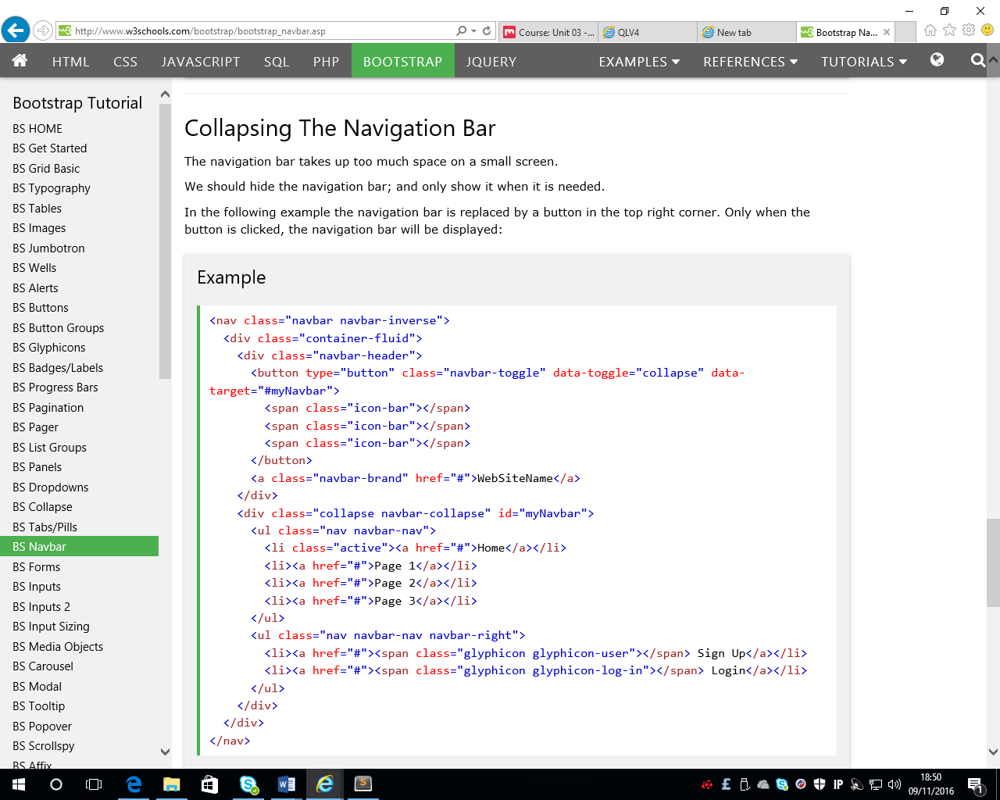 http://www.w3schools.com/bootstrap/bootstrap_navbar.asp
Course: Unit 03 -...
QLV4
New tab
Bootstrap Na...
HTML CSS JAVASCRIPT SQL PHP BOOTSTRAP JQUERY EXAMPLES REFERENCES TUTORIALS
Bootstrap Tutorial
BS HOME
BS Get Started
BS Grid Basic
BS Typography
BS Tables
BS Images
BS Jumbotron
BS Wells
BS Alerts
BS Buttons
BS Button Groups
BS Glyphicons
BS Badges/Labels
BS Progress Bars
BS Pagination
BS Pager
BS List Groups
BS Panels
BS Dropdowns
BS Collapse
BS Tabs/Pills
BS Navbar
BS Forms
BS Inputs
BS Inputs 2
BS Input Sizing
BS Media Objects
BS Carousel
BS Modal
BS Tooltip
BS Popover
BS Scrollspy
BS Affix
Collapsing The Navigation Bar
The navigation bar takes up too much space on a small screen.
We should hide the navigation bar; and only show it when it is needed.
In the following example the navigation bar is replaced by a button in the top right corner. Only when the
button is clicked, the navigation bar will be displayed:
Example
<nav class="navbar navbar-inverse">
<div class="container-fluid">
<div class="navbar-header">
<button type="button" class="navbar-toggle" data-toggle="collapse" data-
target="#myNavbar">
<span class="icon-bar"></span>
<span class="icon-bar"></span>
<span class="icon-bar"></span>
</button>
<a class="navbar-brand" href="#">WebSiteName</a>
</div>
<div class="collapse navbar-collapse" id="myNavbar">
<ul class="nav navbar-nav">
<li class="active"><a href="#">Home</a></li>
<li><a href="#">Page 1</a></li>
<li><a href="#">Page 2</a></li>
<li><a href="#">Page 3</a></li>
</ul>
<ul class="nav navbar-nav navbar-right">
<li><a href="#"><span class="glyphicon glyphicon-user"></span> Sign Up</a></li>
<li><a href="#"><span class="glyphicon glyphicon-log-in"></span> Login</a></li>
</ul>
</div>
</div>
</nav>
IP
18:50
09/11/2016
1